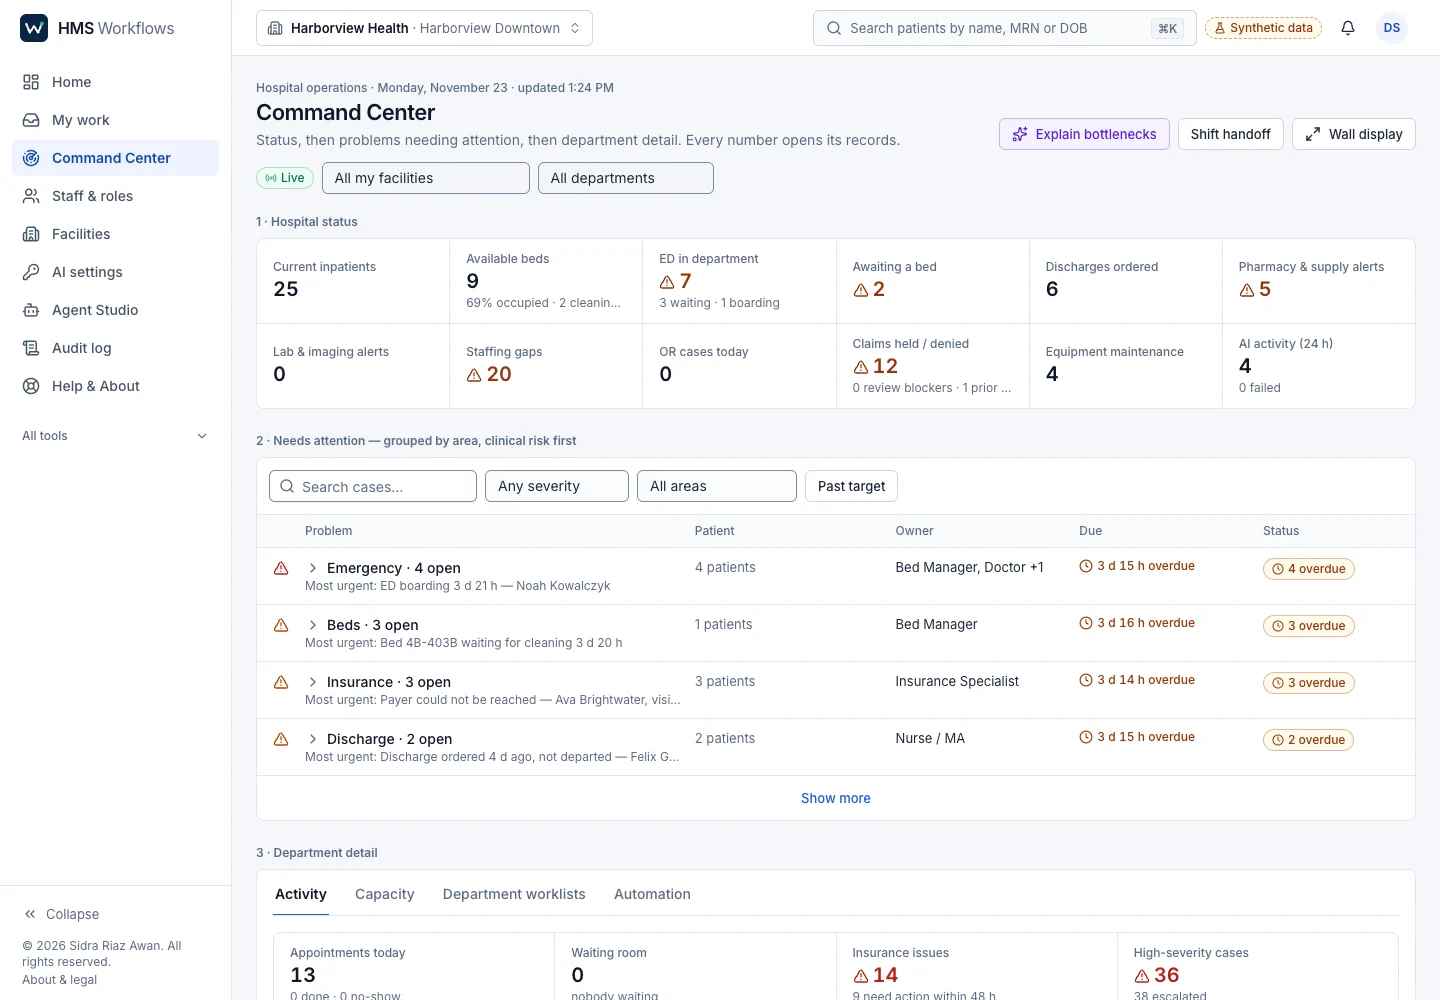 HMS Workflows
Harborview Health · Harborview Downtown
Search patients by name, MRN or DOB
⌘K
Synthetic data
DS
Home
My work
Command Center
Staff & roles
Facilities
AI settings
Agent Studio
Audit log
Help & About
All tools
Collapse
© 2026 Sidra Riaz Awan. All
rights reserved.
About & legal
Hospital operations · Monday, November 23 · updated 1:24 PM
Command Center
Status, then problems needing attention, then department detail. Every number opens its records.
Explain bottlenecks
Shift handoff
Wall display
Live
All my facilities
All departments
1 · Hospital status
Current inpatients
25
Available beds
9
69% occupied · 2 cleanin...
ED in department
7
3 waiting · 1 boarding
Awaiting a bed
2
Discharges ordered
6
Pharmacy & supply alerts
5
Lab & imaging alerts
0
Staffing gaps
20
OR cases today
0
Claims held / denied
12
0 review blockers · 1 prior ...
Equipment maintenance
4
AI activity (24 h)
4
0 failed
2 · Needs attention — grouped by area, clinical risk first
Search cases...
Any severity
All areas
Past target
Problem Patient Owner Due Status
Emergency · 4 open 4 patients Bed Manager, Doctor +1 3 d 15 h overdue 4 overdue
Most urgent: ED boarding 3 d 21 h — Noah Kowalczyk
Beds · 3 open 1 patients Bed Manager 3 d 16 h overdue 3 overdue
Most urgent: Bed 4B-403B waiting for cleaning 3 d 20 h
Insurance · 3 open 3 patients Insurance Specialist 3 d 14 h overdue 3 overdue
Most urgent: Payer could not be reached — Ava Brightwater, visi...
Discharge · 2 open 2 patients Nurse / MA 3 d 15 h overdue 2 overdue
Most urgent: Discharge ordered 4 d ago, not departed — Felix G...
Show more
3 · Department detail
Activity
Capacity
Department worklists
Automation
Appointments today
13
0 done · 0 no-show
Waiting room
0
nobody waiting
Insurance issues
14
9 need action within 48 h
High-severity cases
36
38 escalated